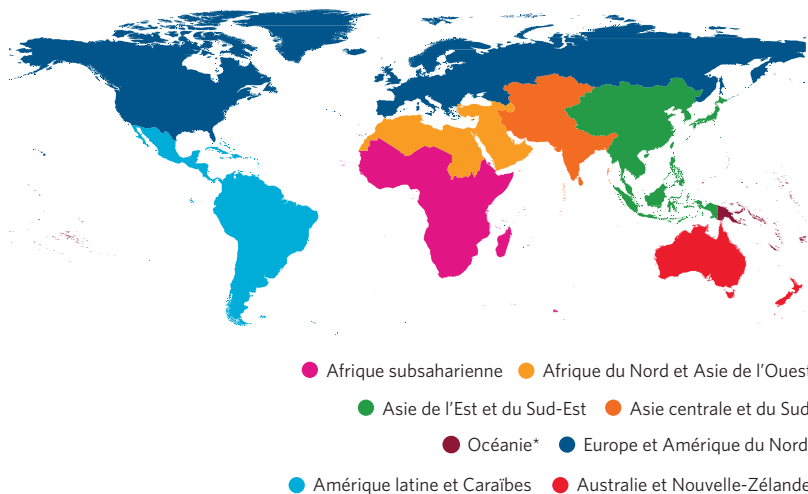 Afrique subsaharienne Afrique du Nord et Asie de l'Ouest
Asie de l'Est et du Sud-Est Asie centrale et du Sud
Océanie* Europe et Amérique du Nord
Amérique latine et Caraïbes Australie et Nouvelle-Zélande